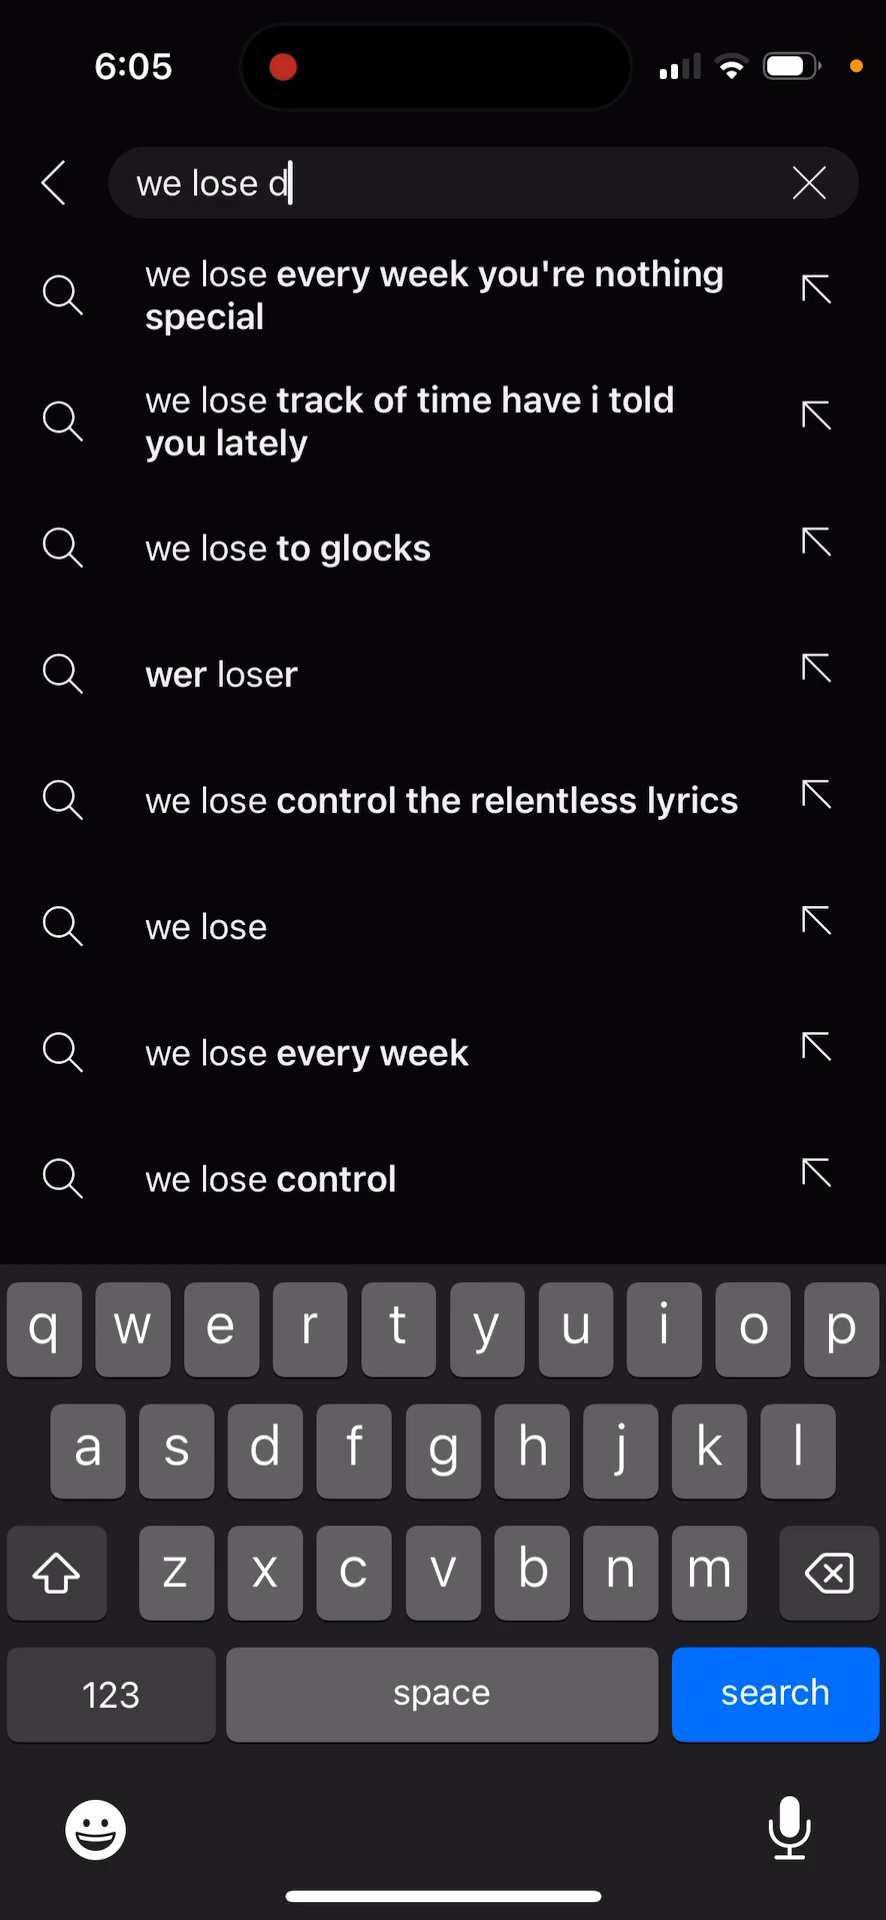 6:05
we lose d
we lose every week you're nothing
special
we lose track of time have i told
you lately
we lose to glocks
wer loser
we lose control the relentless lyrics
we lose
we lose every week
we lose control
q w e r t y u i o p
a s d f g h j k l
z x c v b n m
123 space search